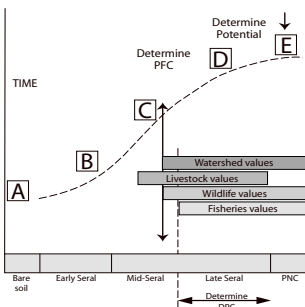 Determine
Potential
E
Determine
PFC
D
TIME
C
B
A
Watershed values
Livestock values
Wildlife values
Fisheries values
Bare
soil
Early Seral
Mid-Seral
Late Seral
PNC
Determine